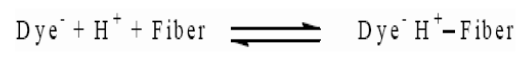 Dye⁻ + H⁺ + Fiber ⇌ Dye⁻ H⁺–Fiber